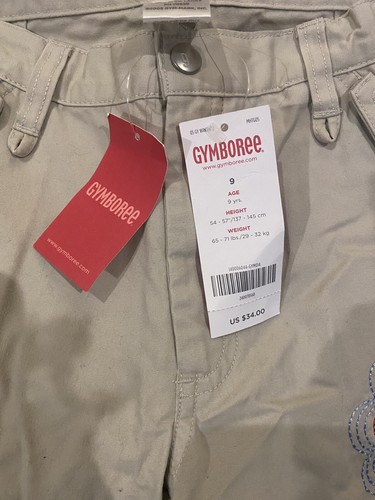 GYMBOREE
www.gymboree.com
GYMBOREE
www.gymboree.com
9
AGE
9 yrs.
HEIGHT
54 - 57"/137 - 145 cm
WEIGHT
65 - 71 lbs./29 - 32 kg
US $34.00